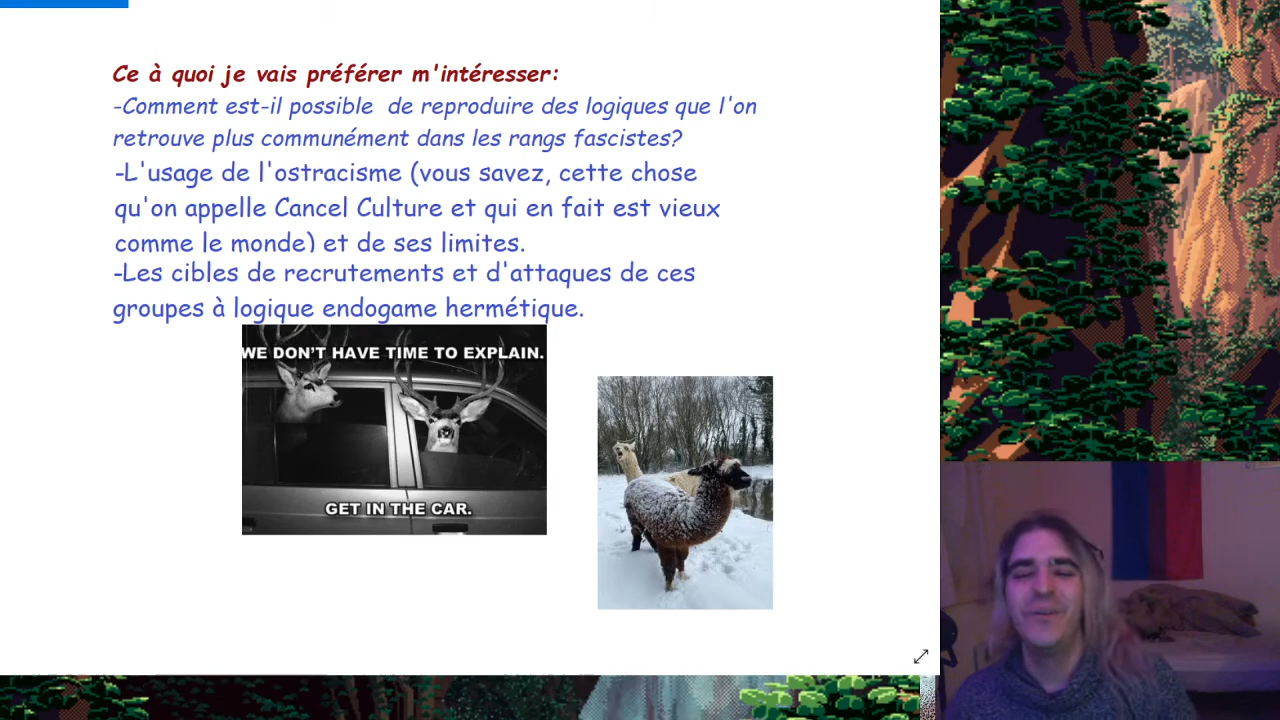 Ce à quoi je vais préférer m'intéresser:
-Comment est-il possible de reproduire des logiques que l'on
retrouve plus communément dans les rangs fascistes?
-L'usage de l'ostracisme (vous savez, cette chose
qu'on appelle Cancel Culture et qui en fait est vieux
comme le monde) et de ses limites.
-Les cibles de recrutements et d'attaques de ces
groupes à logique endogame hermétique.
WE DON'T HAVE TIME TO EXPLAIN.
GET IN THE CAR.